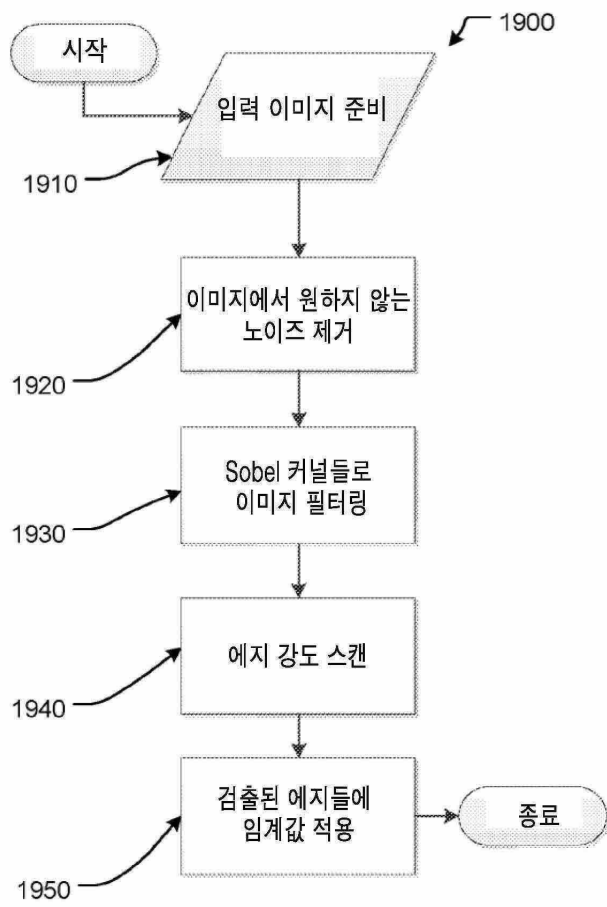 1900
시작
입력 이미지 준비
1910
이미지에서 원하지 않는
노이즈 제거
1920
Sobel 커널들로
이미지 필터링
1930
에지 강도 스캔
1940
검출된 에지들에
임계값 적용
종료
1950